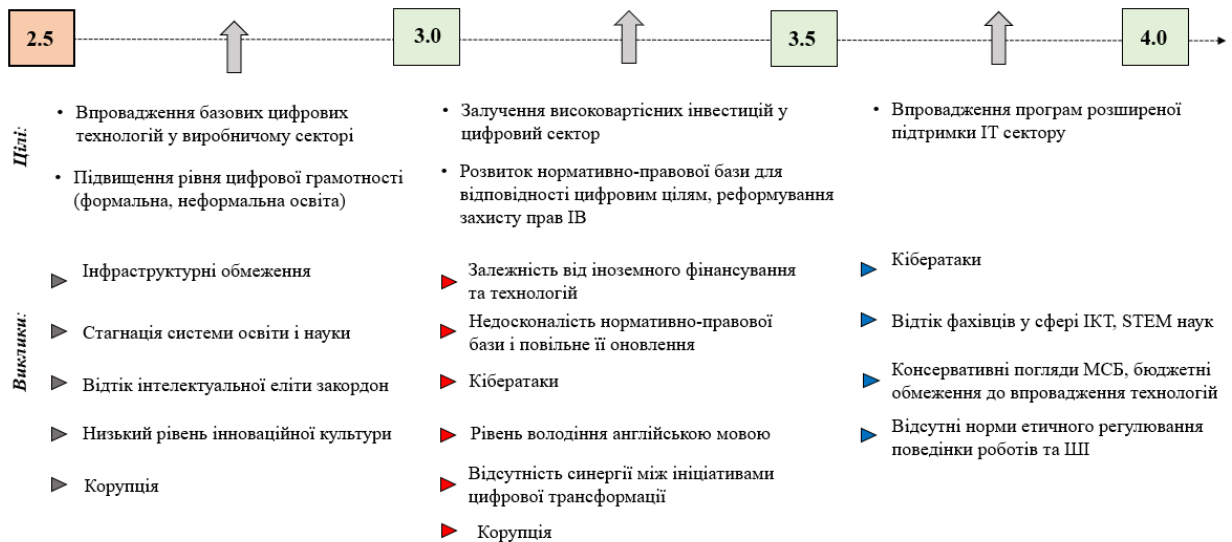 2.5
3.0
3.5
4.0
Цілі:
• Впровадження базових цифрових
технологій у виробничому секторі
• Підвищення рівня цифрової грамотності
(формальна, неформальна освіта)
• Залучення високовартісних інвестицій у
цифровий сектор
• Розвиток нормативно-правової бази для
відповідності цифровим цілям, реформування
захисту прав ІВ
• Впровадження програм розширеної
підтримки ІТ сектору
Виклики:
Інфраструктурні обмеження
Стагнація системи освіти і науки
Відтік інтелектуальної еліти закордон
Низький рівень інноваційної культури
Корупція
Залежність від іноземного фінансування
та технологій
Недосконалість нормативно-правової
бази і повільне її оновлення
Кібератаки
Рівень володіння англійською мовою
Відсутність синергії між ініціативами
цифрової трансформації
Корупція
Кібератаки
Відтік фахівців у сфері ІКТ, STEM наук
Консервативні погляди МСБ, бюджетні
обмеження до впровадження технологій
Відсутні норми етичного регулювання
поведінки роботів та ШІ